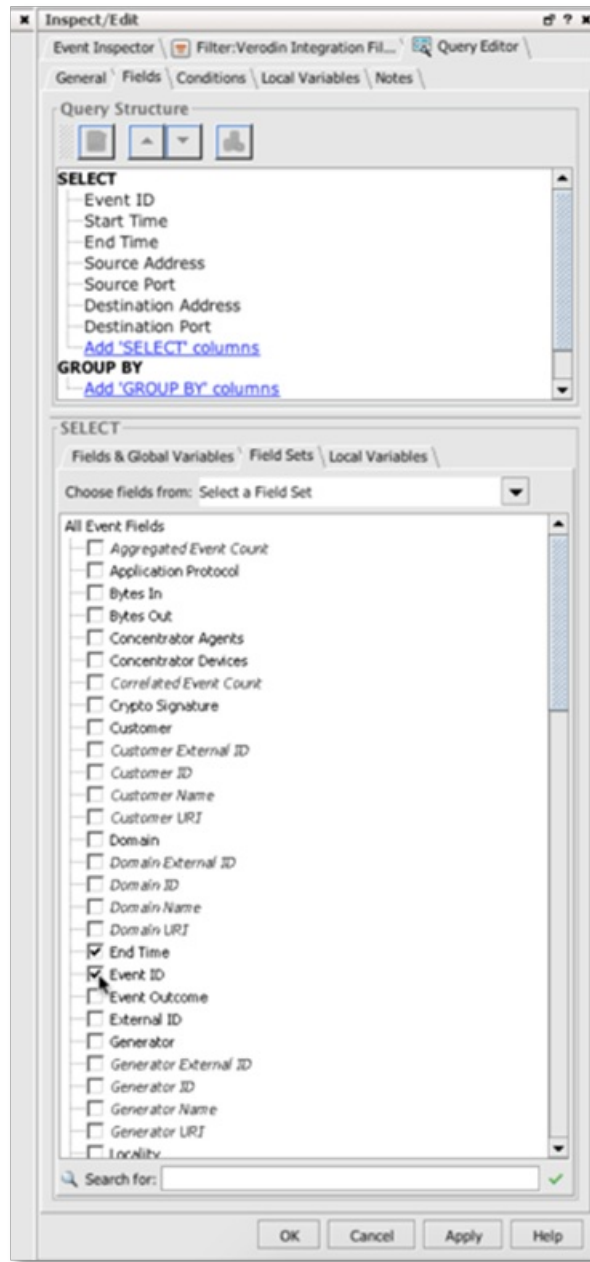 Inspect/Edit
Event Inspector Filter:Verodin Integration Fil... Query Editor
General Fields Conditions Local Variables Notes
Query Structure
SELECT
Event ID
Start Time
End Time
Source Address
Source Port
Destination Address
Destination Port
Add 'SELECT' columns
GROUP BY
Add 'GROUP BY' columns
SELECT
Fields & Global Variables Field Sets Local Variables
Choose fields from: Select a Field Set
All Event Fields
Aggregated Event Count
Application Protocol
Bytes In
Bytes Out
Concentrator Agents
Concentrator Devices
Correlated Event Count
Crypto Signature
Customer
Customer External ID
Customer ID
Customer Name
Customer URI
Domain
Domain External ID
Domain ID
Domain Name
Domain URI
End Time
Event ID
Event Outcome
External ID
Generator
Generator External ID
Generator ID
Generator Name
Generator URI
Locality
Search for:
OK Cancel Apply Help